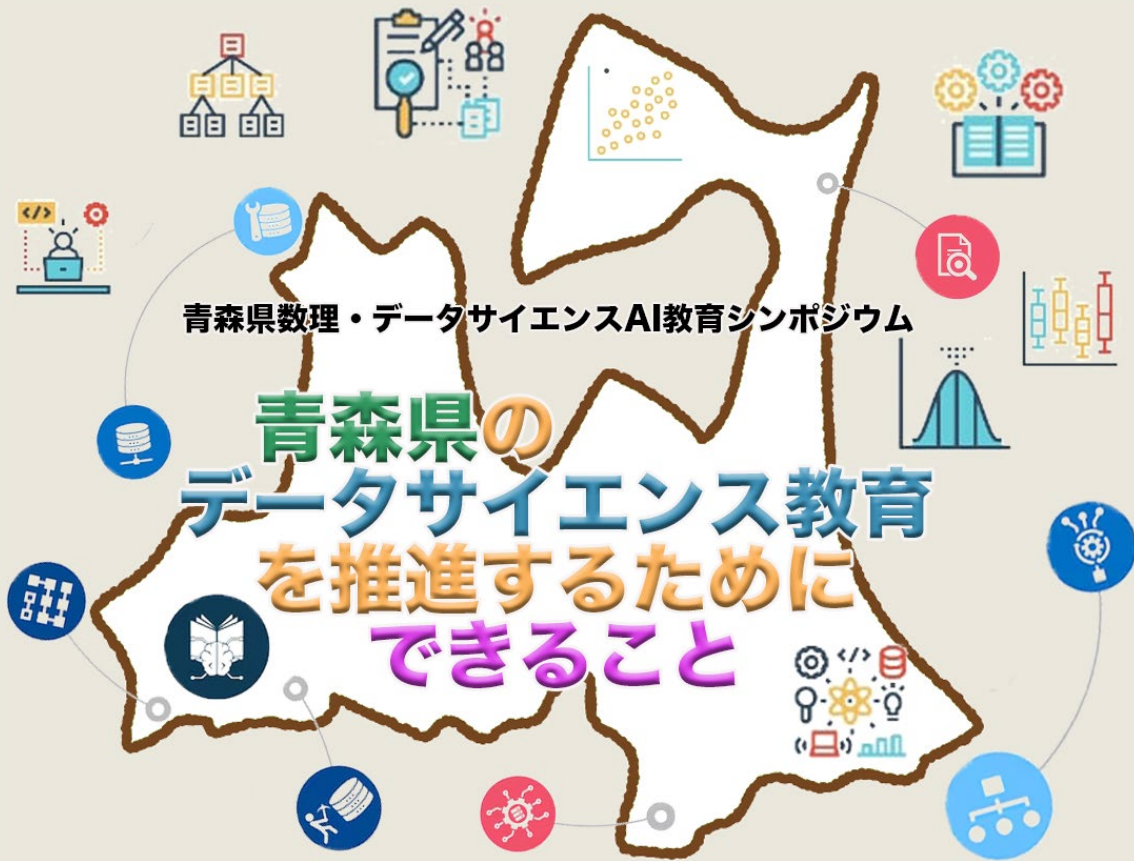 </>
青森県数理・データサイエンスAI教育シンポジウム
青森県の
データサイエンス教育
を推進するために
できること
</>